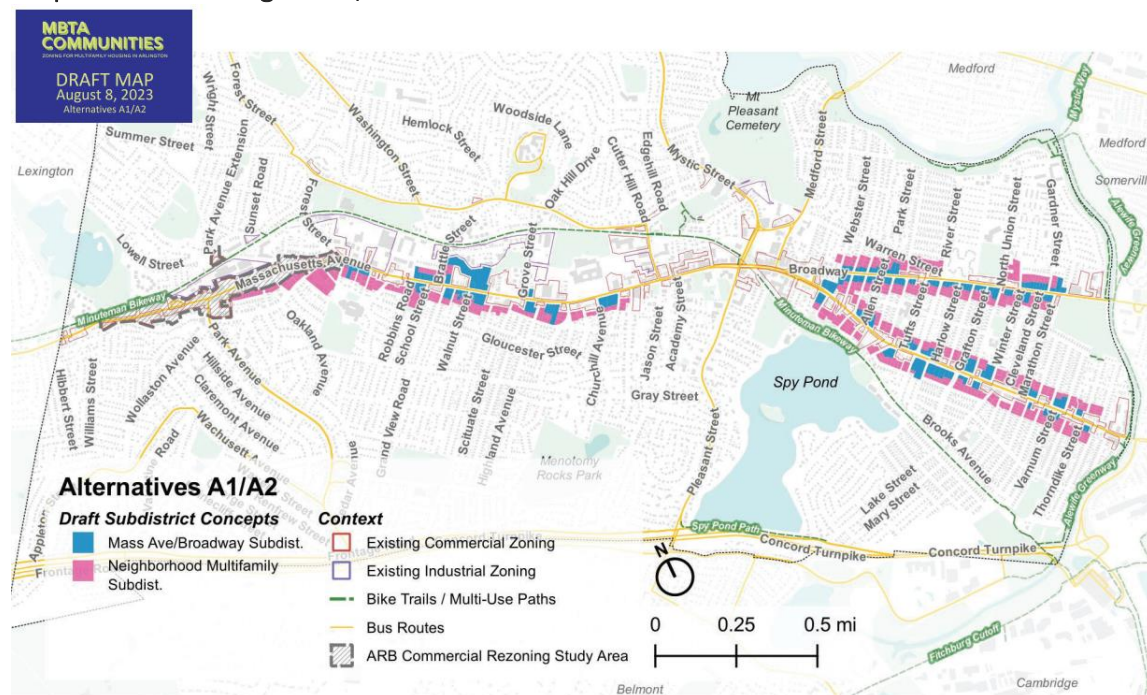 MBTA
COMMUNITIES
ZONING FOR MULTIFAMILY HOUSING IN ARLINGTON
DRAFT MAP
August 8, 2023
Alternatives A1/A2
Lexington
Summer Street
Wright Street
Forest Street
Park Avenue Extension
Sunset Road
Washington Street
Hemlock Street
Woodside Lane
Oak Hill Drive
Cutter Hill Road
Edgehill Road
Mystic Street
Mt
Pleasant
Cemetery
Medford Street
Medford
Mystic Way
Medford
Somerville
Alewife Greenway
Lowell Street
Forest Street
Massachusetts Avenue
Minuteman Bikeway
Brattle Street
Grove Street
Robbins Road
School Street
Walnut Street
Gloucester Street
Churchill Avenue
Jason Street
Academy Street
Gray Street
Broadway
Webster Street
Park Street
Warren Street
River Street
North Union Street
Gardner Street
Allen Street
Tufts Street
Harlow Street
Grafton Street
Winter Street
Cleveland Street
Marathon Street
Minuteman Bikeway
Spy Pond
Brooks Avenue
Varnum Street
Thorndike Street
Alewife Greenway
Lake Street
Mary Street
Hibbert Street
Williams Street
Wollaston Avenue
Park Avenue
Hillside Avenue
Claremont Avenue
Wachusett Avenue
Oakland Avenue
Grand View Road
Scituate Street
Highland Avenue
Menotomy
Rocks Park
Pleasant Street
Spy Pond Path
Concord Turnpike
Concord Turnpike
Concord Turnpike
Fitchburg Cutoff
Belmont
Cambridge
Alternatives A1/A2
Draft Subdistrict Concepts
Mass Ave/Broadway Subdist.
Neighborhood Multifamily
Subdist.
Context
Existing Commercial Zoning
Existing Industrial Zoning
Bike Trails / Multi-Use Paths
Bus Routes
ARB Commercial Rezoning Study Area
N
0 0.25 0.5 mi